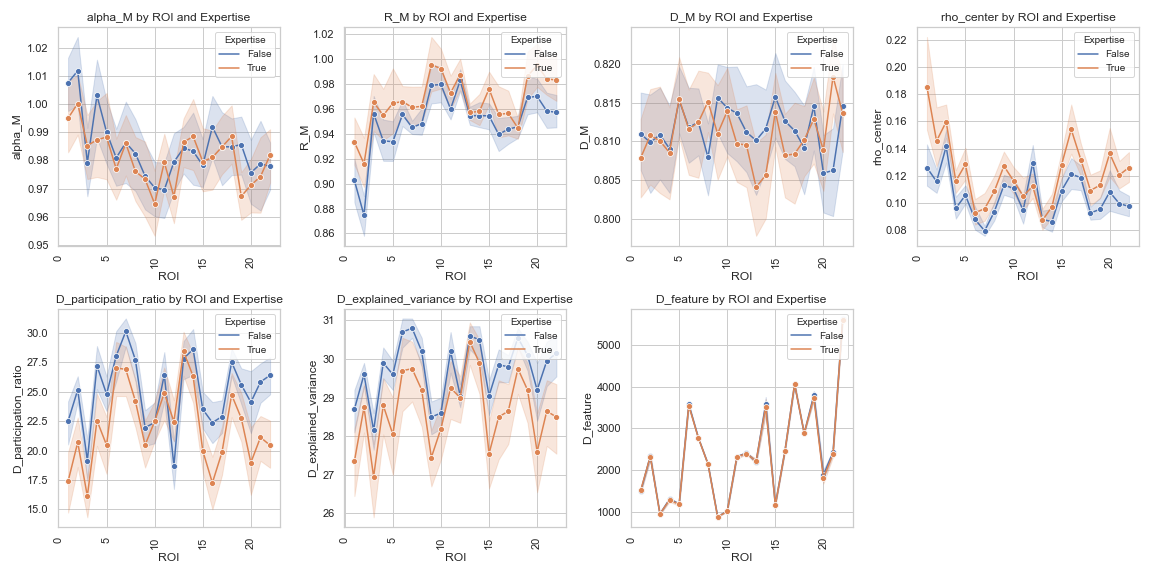 alpha_M by ROI and Expertise
alpha_M
1.02
1.01
1.00
0.99
0.98
0.97
0.96
0.95
0
5
10
15
20
ROI
Expertise
False
True
R_M by ROI and Expertise
R_M
1.02
1.00
0.98
0.96
0.94
0.92
0.90
0.88
0.86
0
5
10
15
20
ROI
Expertise
False
True
D_M by ROI and Expertise
D_M
0.820
0.815
0.810
0.805
0.800
0
5
10
15
20
ROI
Expertise
False
True
rho_center by ROI and Expertise
rho_center
0.22
0.20
0.18
0.16
0.14
0.12
0.10
0.08
0
5
10
15
20
ROI
Expertise
False
True
D_participation_ratio by ROI and Expertise
D_participation_ratio
30.0
27.5
25.0
22.5
20.0
17.5
15.0
0
5
10
15
20
ROI
Expertise
False
True
D_explained_variance by ROI and Expertise
D_explained_variance
31
30
29
28
27
26
0
5
10
15
20
ROI
Expertise
False
True
D_feature by ROI and Expertise
D_feature
5000
4000
3000
2000
1000
0
5
10
15
20
ROI
Expertise
False
True